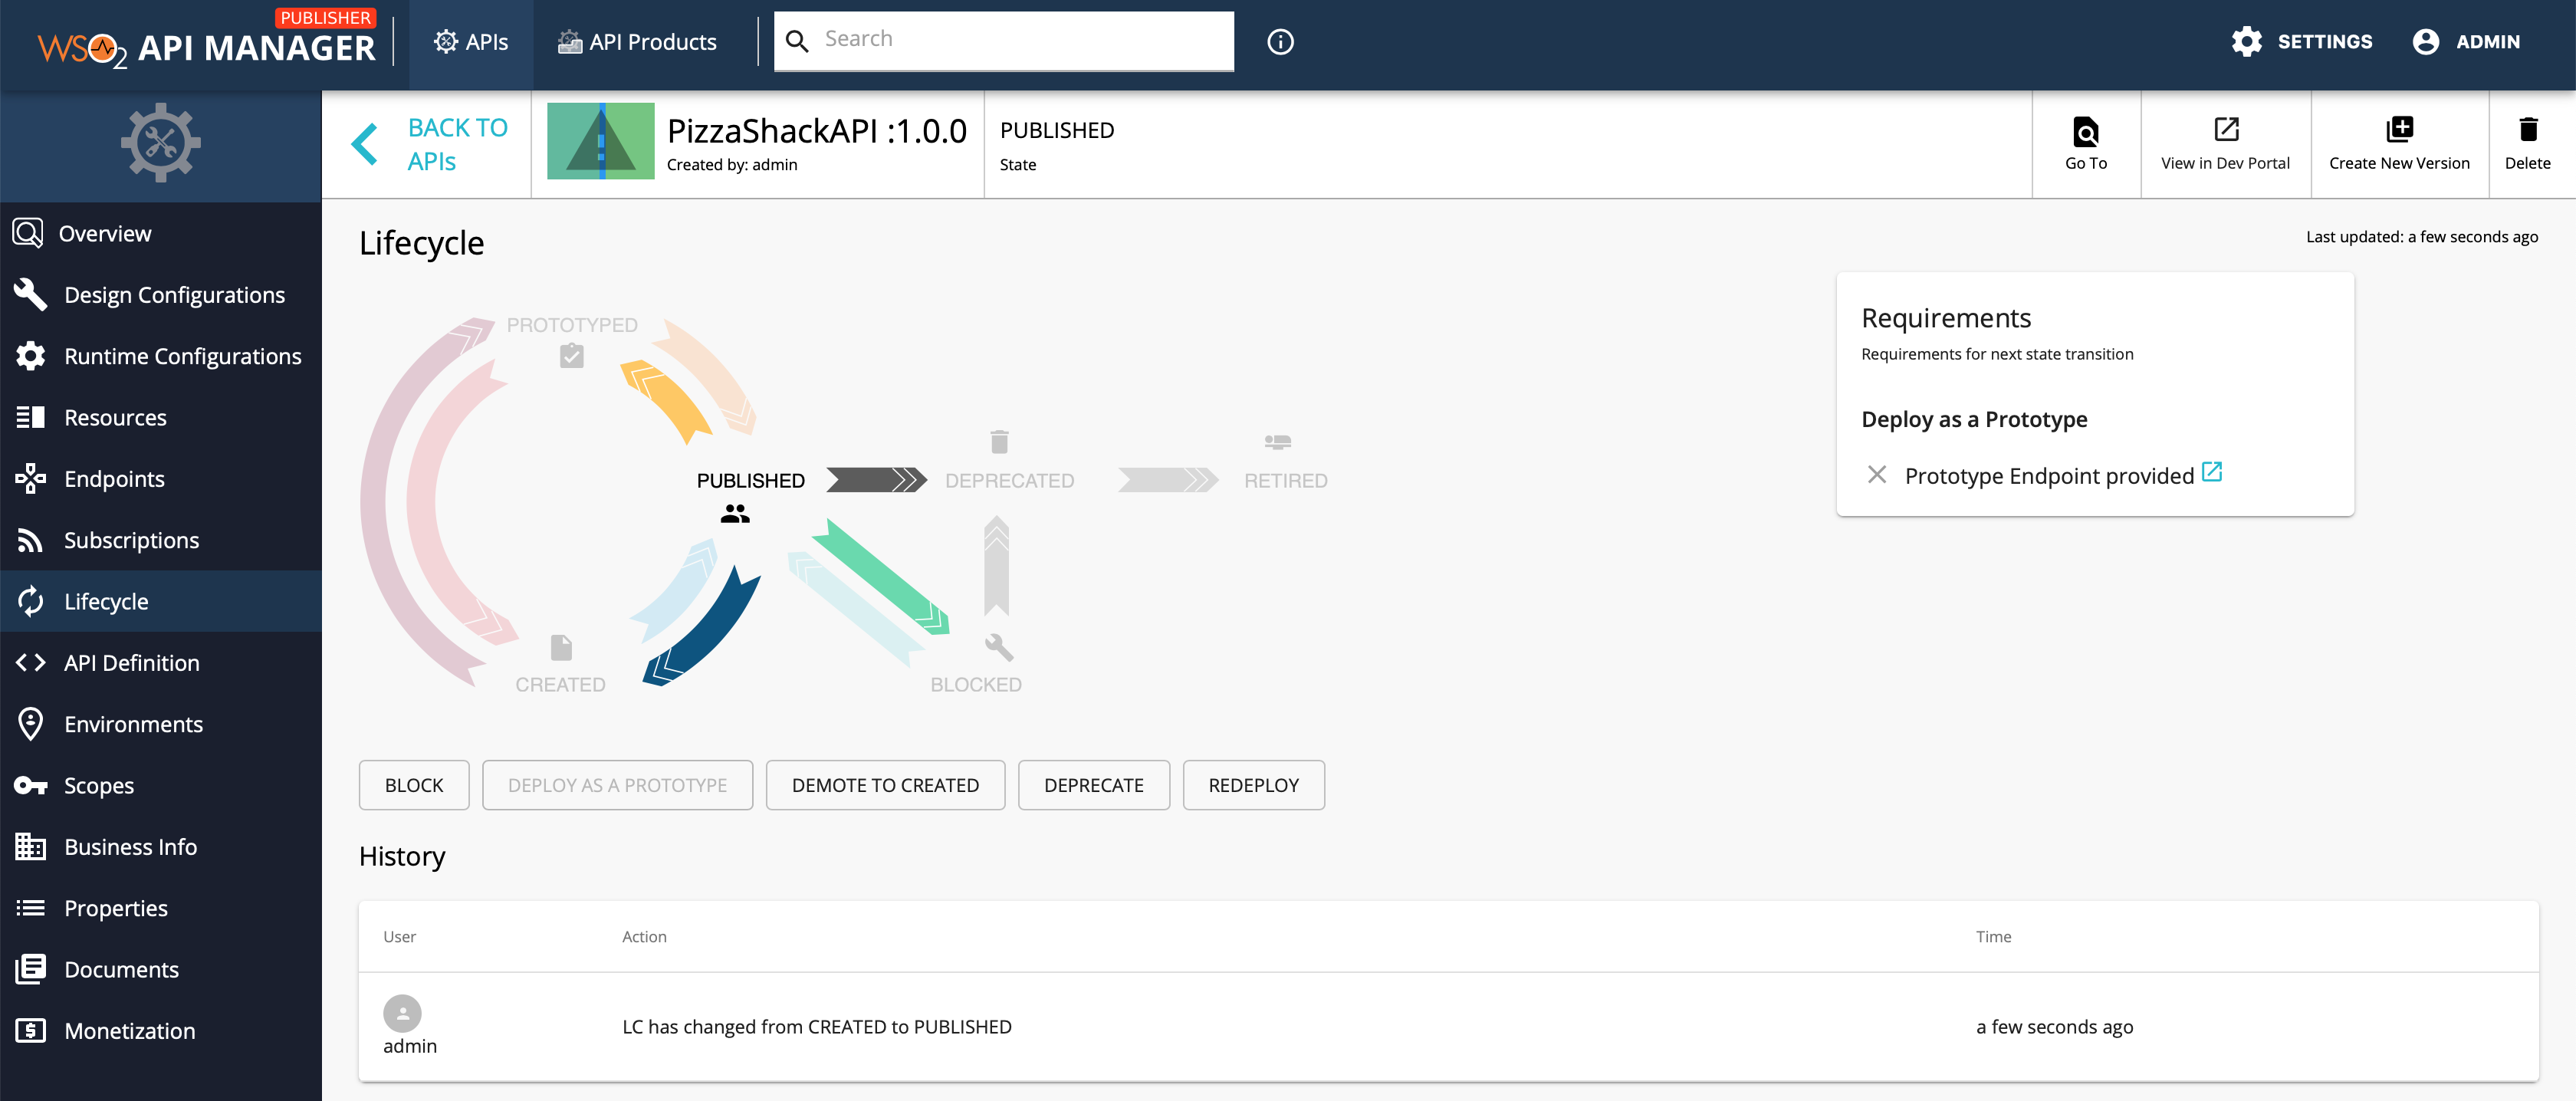 PUBLISHER
WSO2 API MANAGER
APIs
API Products
Search
SETTINGS
ADMIN
BACK TO
APIs
PizzaShackAPI :1.0.0
Created by: admin
PUBLISHED
State
Go To
View in Dev Portal
Create New Version
Delete
Overview
Design Configurations
Runtime Configurations
Resources
Endpoints
Subscriptions
Lifecycle
API Definition
Environments
Scopes
Business Info
Properties
Documents
Monetization
Lifecycle
Last updated: a few seconds ago
PROTOTYPED
PUBLISHED
DEPRECATED
RETIRED
CREATED
BLOCKED
Requirements
Requirements for next state transition
Deploy as a Prototype
Prototype Endpoint provided
BLOCK
DEPLOY AS A PROTOTYPE
DEMOTE TO CREATED
DEPRECATE
REDEPLOY
History
User
Action
Time
admin
LC has changed from CREATED to PUBLISHED
a few seconds ago